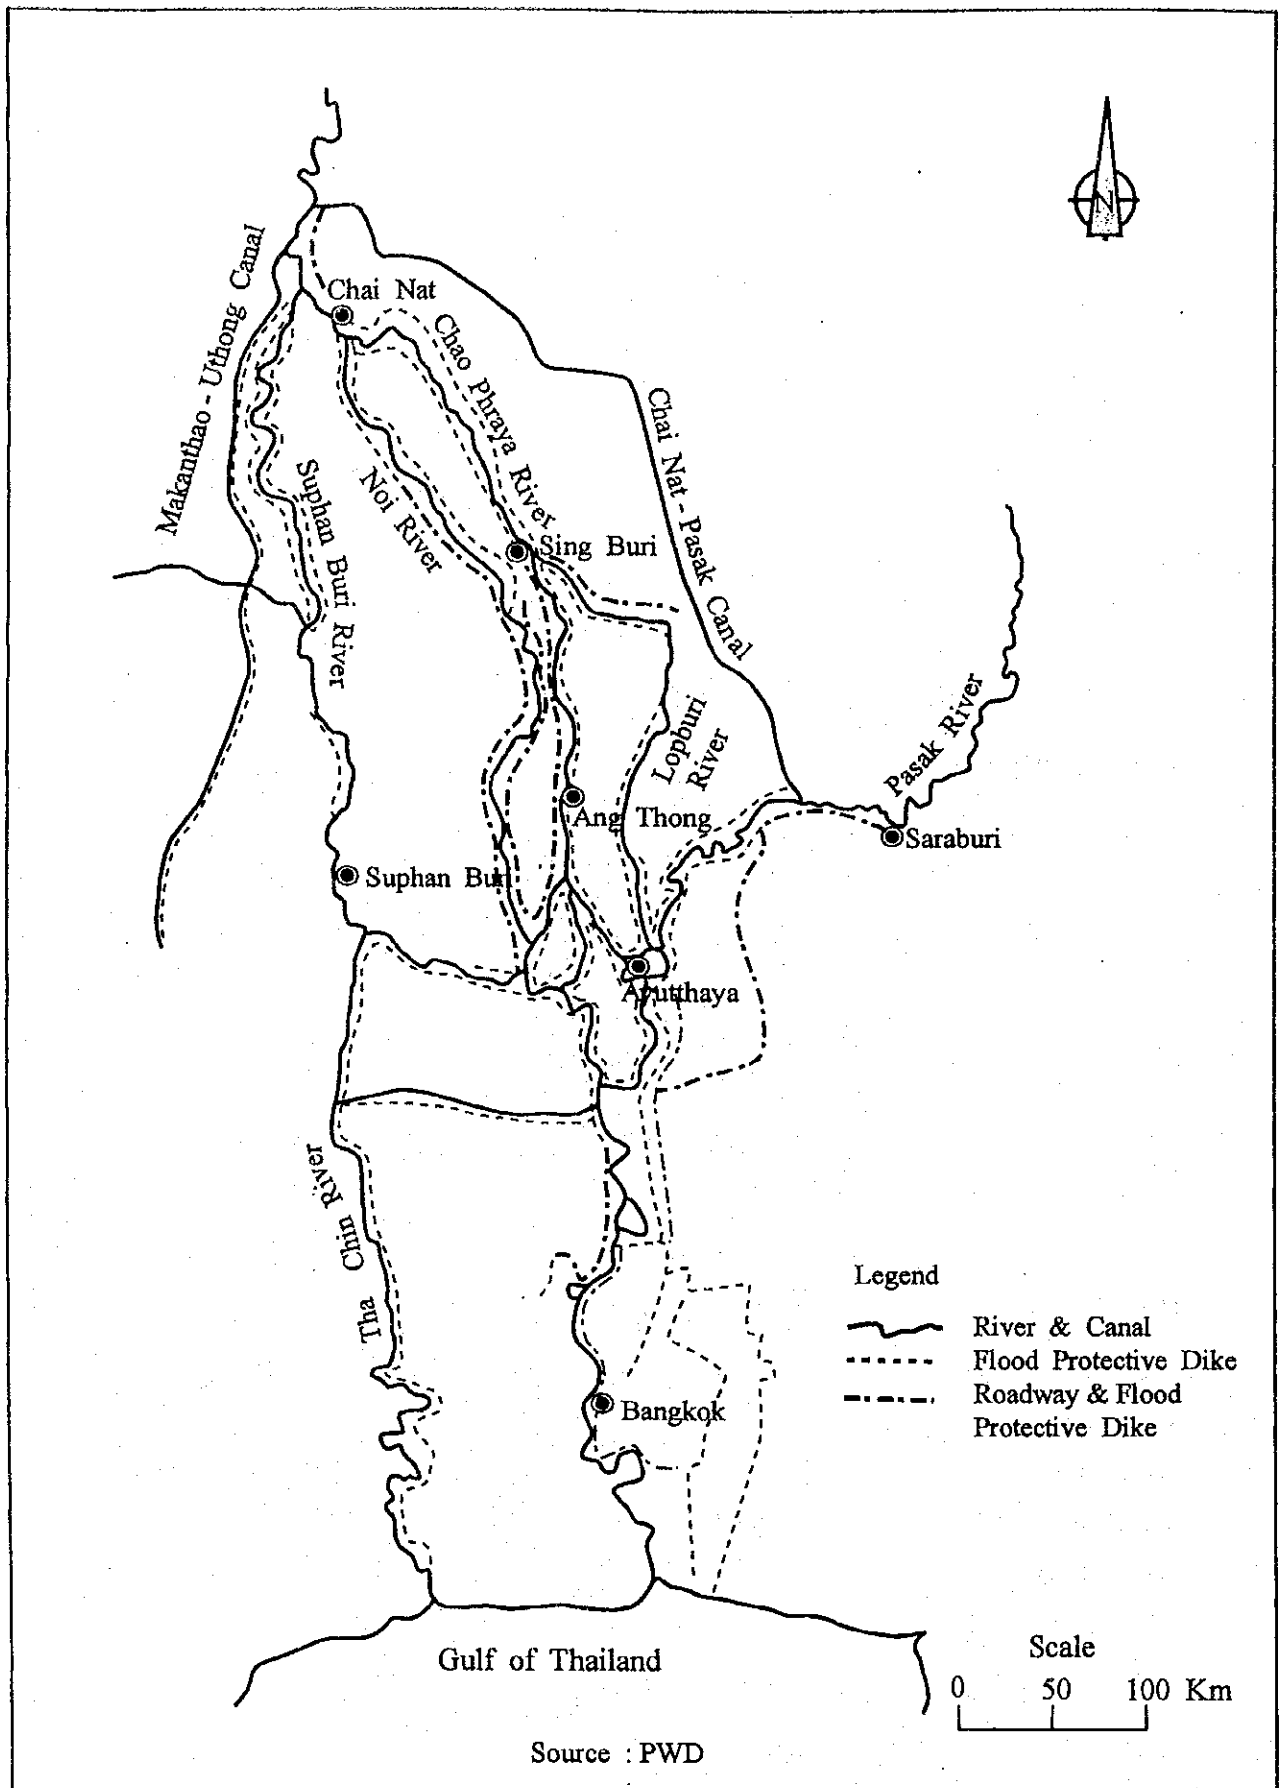 N
Makanthao - Uthong Canal
Chai Nat
Chao Phraya River
Chai Nat - Pasak Canal
Suphan Buri River
Noi River
Sing Buri
Lopburi
River
Pasak River
Ang Thong
Saraburi
Suphan Buri
Ayutthaya
Tha Chin River
Legend
River & Canal
Flood Protective Dike
Roadway & Flood
Protective Dike
Bangkok
Gulf of Thailand
Scale
0 50 100 Km
Source : PWD